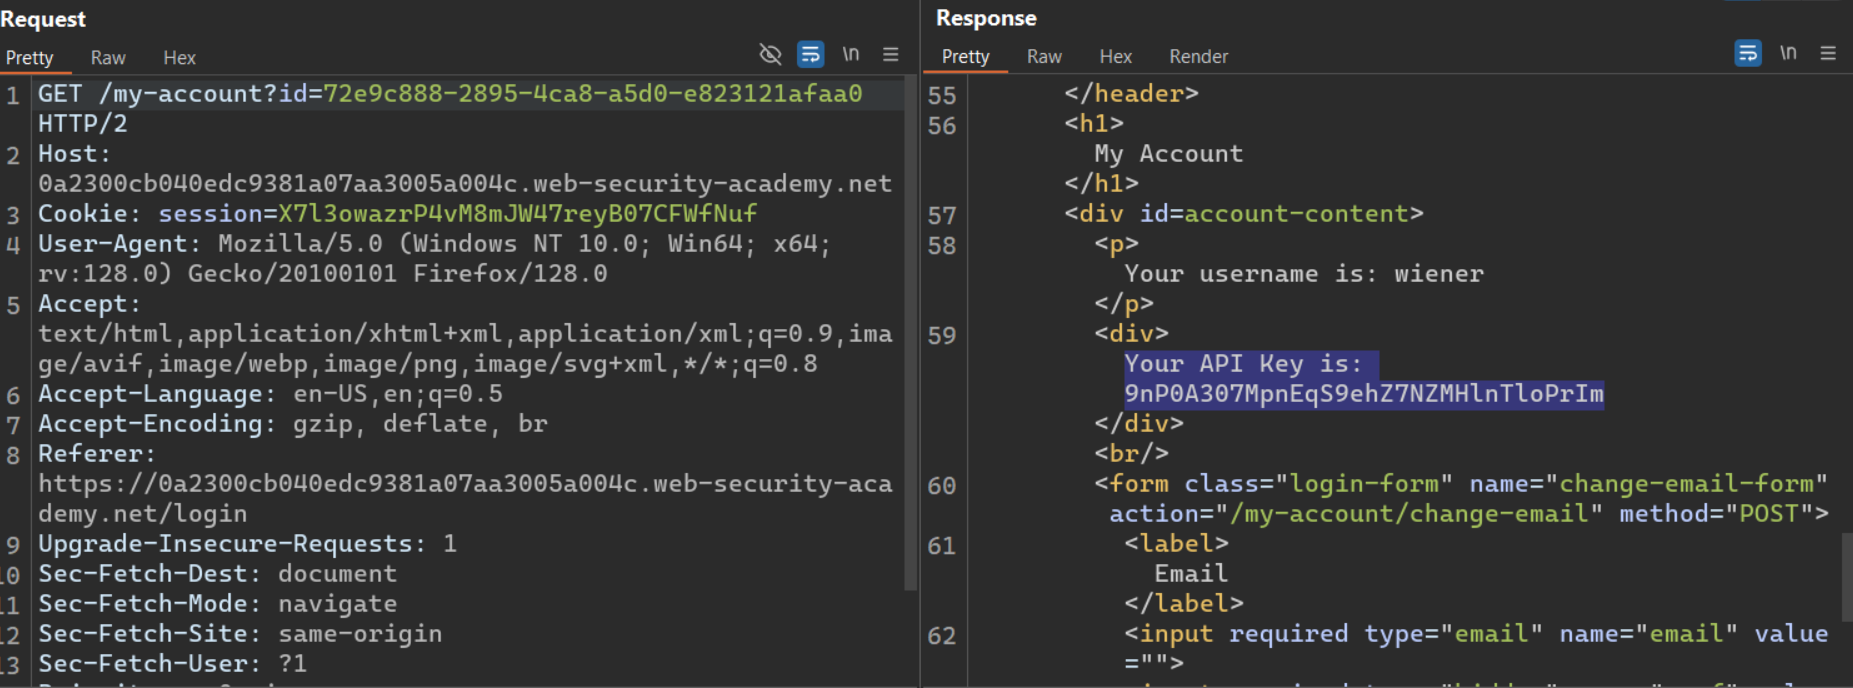 Request
Pretty Raw Hex \n
1 GET /my-account?id=72e9c888-2895-4ca8-a5d0-e823121afaa0
HTTP/2
2 Host:
0a2300cb040edc9381a07aa3005a004c.web-security-academy.net
3 Cookie: session=X7l3owazrP4vM8mJW47reyB07CFWfNuf
4 User-Agent: Mozilla/5.0 (Windows NT 10.0; Win64; x64;
rv:128.0) Gecko/20100101 Firefox/128.0
5 Accept:
text/html,application/xhtml+xml,application/xml;q=0.9,ima
ge/avif,image/webp,image/png,image/svg+xml,*/*;q=0.8
6 Accept-Language: en-US,en;q=0.5
7 Accept-Encoding: gzip, deflate, br
8 Referer:
https://0a2300cb040edc9381a07aa3005a004c.web-security-aca
demy.net/login
9 Upgrade-Insecure-Requests: 1
10 Sec-Fetch-Dest: document
11 Sec-Fetch-Mode: navigate
12 Sec-Fetch-Site: same-origin
13 Sec-Fetch-User: ?1
Response
Pretty Raw Hex Render \n
55 </header>
56 <h1>
My Account
</h1>
57 <div id=account-content>
58 <p>
Your username is: wiener
</p>
59 <div>
Your API Key is:
9nP0A307MpnEqS9ehZ7NZMHlnTloPrIm
</div>
<br/>
60 <form class="login-form" name="change-email-form"
action="/my-account/change-email" method="POST">
61 <label>
Email
</label>
62 <input required type="email" name="email" value
="">